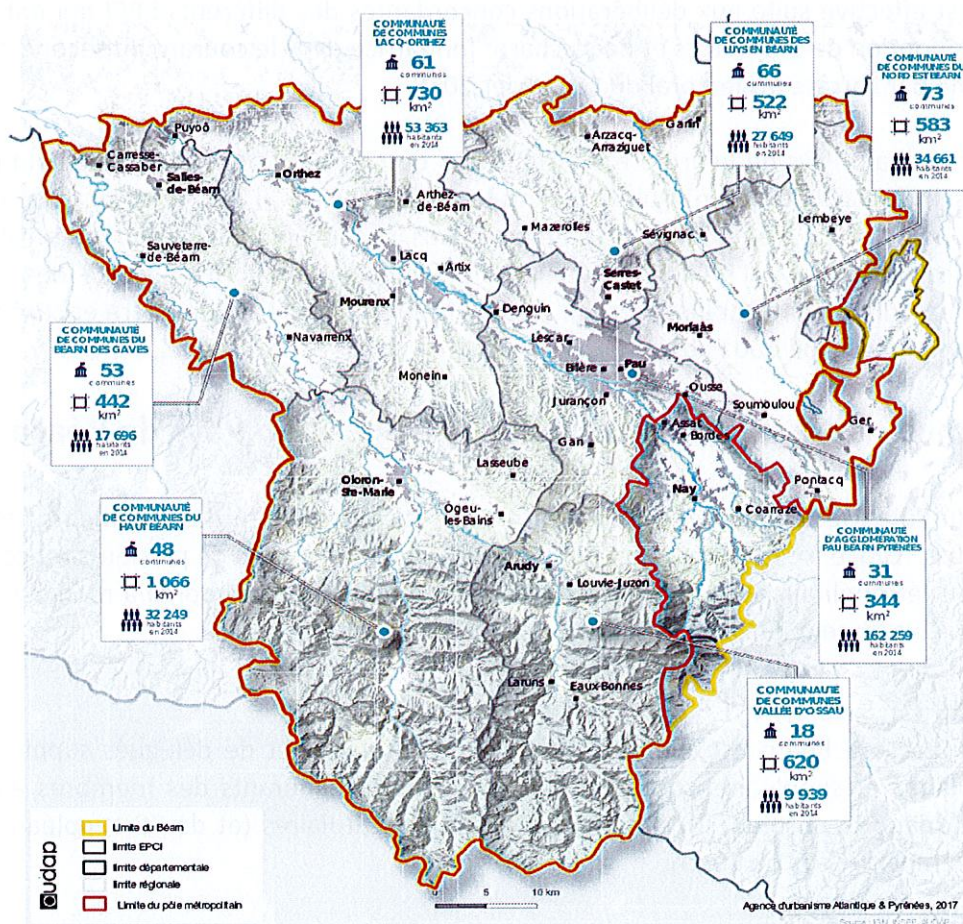 COMMUNAUTÉ
DE COMMUNES
LACQ-ORTHEZ
61
communes
730
km²
53 363
habitants
en 2014
COMMUNAUTÉ
DE COMMUNES DES
LUYS EN BÉARN
66
communes
522
km²
27 649
habitants
en 2014
COMMUNAUTÉ
DE COMMUNES DU
NORD EST BÉARN
73
communes
583
km²
34 661
habitants
en 2014
Puyoô
Carresse-
Cassaber
Salies-
de-Béarn
Orthez
Arthez-
de-Béarn
Arzacq-
Arraziguet
Garlin
Mazerolles
Sévignac
Lembeye
Sauveterre-
de-Béarn
Lacq
Artix
Mourenx
Serres-
Castet
Denguin
Morlaàs
Navarrenx
Lescar
Billère
Pau
Monein
Jurançon
Ousse
Soumoulou
Ger
Gan
Assat
Bordes
Lasseube
Oloron-
Ste-Marie
Nay
Pontacq
Ogeu-
les-Bains
Coarraze
Arudy
Louvie-Juzon
Laruns
Eaux-Bonnes
COMMUNAUTÉ
DE COMMUNES DU
BÉARN DES GAVES
53
communes
442
km²
17 696
habitants
en 2014
COMMUNAUTÉ
DE COMMUNES DU
HAUT BÉARN
48
communes
1 066
km²
32 249
habitants
en 2014
COMMUNAUTÉ
D'AGGLOMÉRATION
PAU BÉARN PYRÉNÉES
31
communes
344
km²
162 259
habitants
en 2014
COMMUNAUTE
DE COMMUNES
VALLÉE D'OSSAU
18
communes
620
km²
9 939
habitants
en 2014
audap
Limite du Béarn
limite EPCI
limite départementale
limite régionale
Limite du pôle métropolitain
0 5 10 km
Agence d'urbanisme Atlantique & Pyrénées, 2017